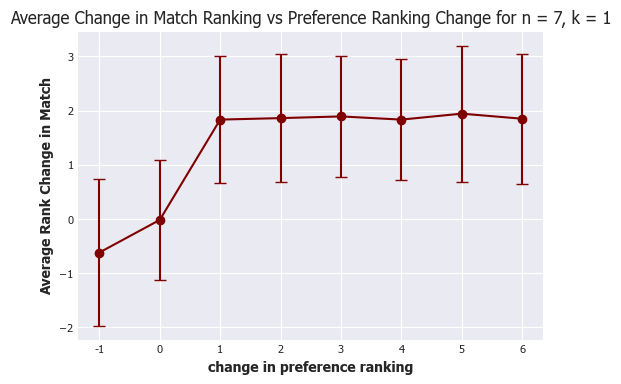 Average Change in Match Ranking vs Preference Ranking Change for n = 7, k = 1
Average Rank Change in Match
3
2
1
0
−1
−2
-1 0 1 2 3 4 5 6
change in preference ranking